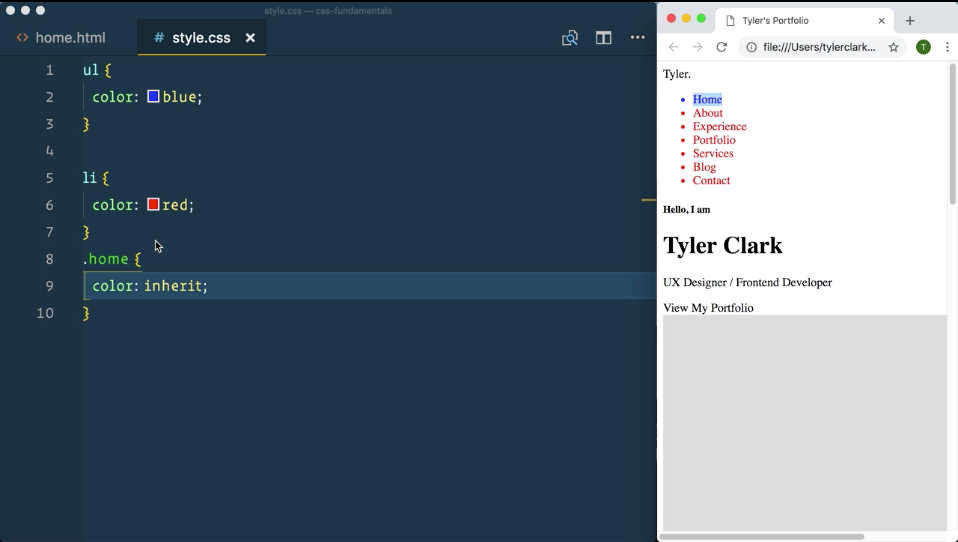 style.css — css-fundamentals
<> home.html
# style.css ×
1 ul {
2 color: blue;
3 }
4
5 li {
6 color: red;
7 }
8 .home {
9 color: inherit;
10 }
Tyler's Portfolio × +
file:///Users/tylerclark... T
Tyler.
• Home
• About
• Experience
• Portfolio
• Services
• Blog
• Contact
Hello, I am
Tyler Clark
UX Designer / Frontend Developer
View My Portfolio